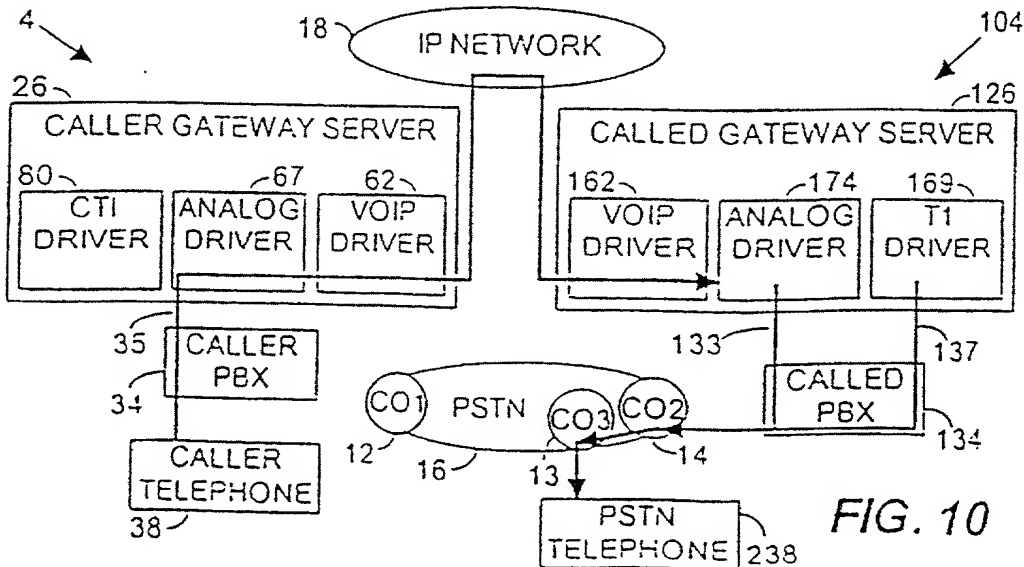 4
18
IP NETWORK
104
26
CALLER GATEWAY SERVER
126
CALLED GATEWAY SERVER
80
CTI
DRIVER
67
ANALOG
DRIVER
62
VOIP
DRIVER
162
VOIP
DRIVER
174
ANALOG
DRIVER
169
T1
DRIVER
35
CALLER
PBX
34
133
137
CALLED
PBX
134
CO1
PSTN
CO3
CO2
12
16
13
14
CALLER
TELEPHONE
38
PSTN
TELEPHONE
238
FIG. 10